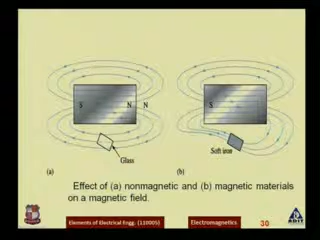 S N N S
Glass Soft iron
(a) (b)
Effect of (a) nonmagnetic and (b) magnetic materials
on a magnetic field.
Elements of Electrical Engg. (110005) Electromagnetics 30 ADIT